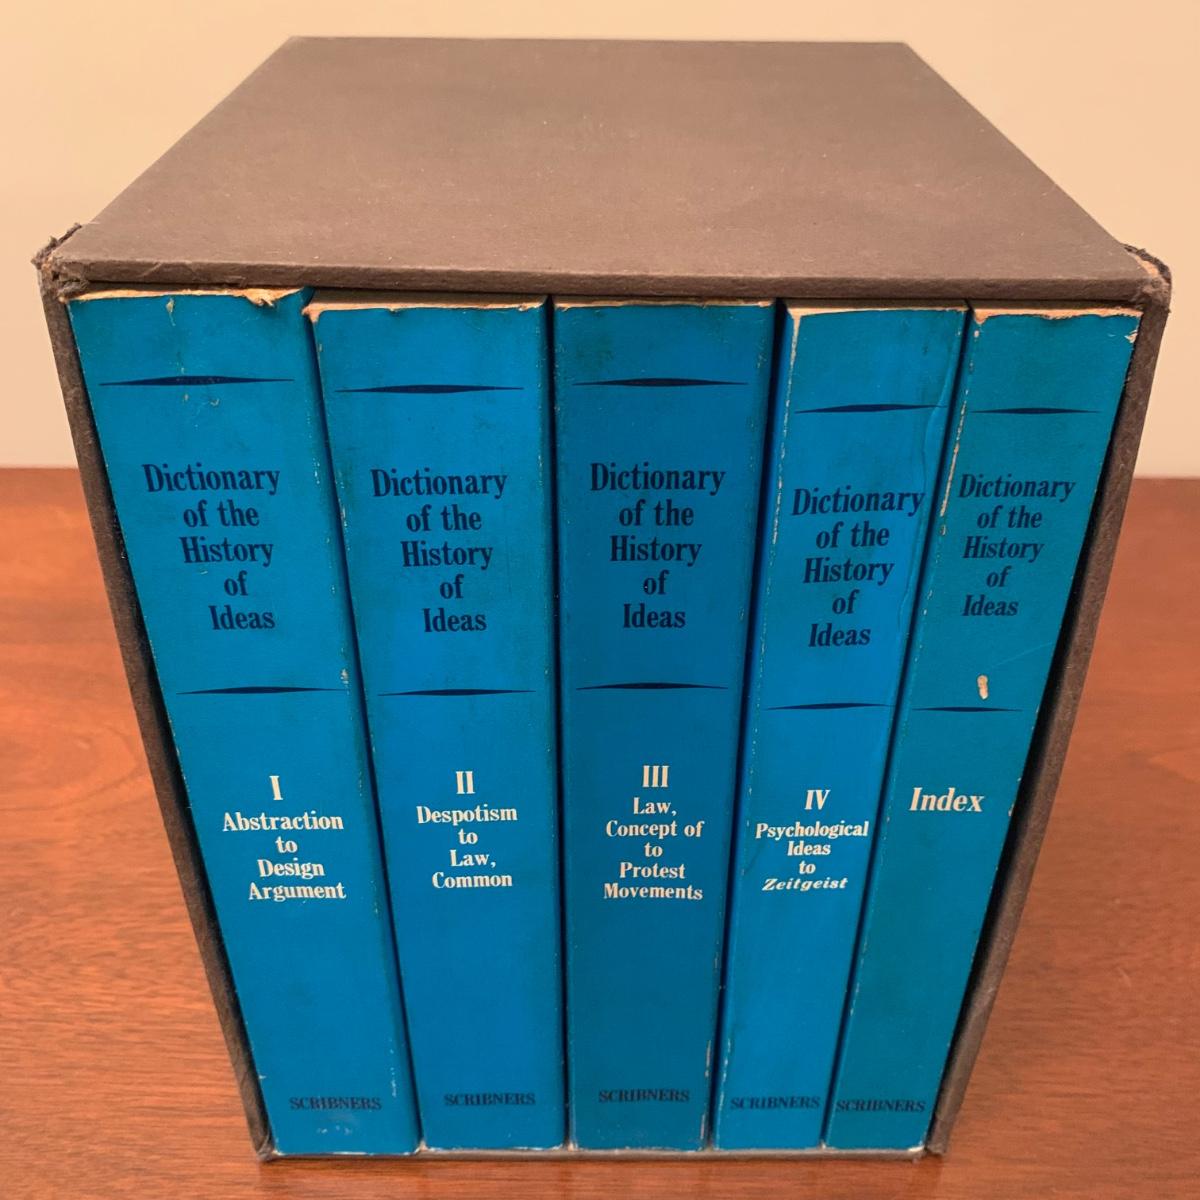 Dictionary
of the
History
of
Ideas
I
Abstraction
to
Design
Argument
SCRIBNERS
Dictionary
of the
History
of
Ideas
II
Despotism
to
Law,
Common
SCRIBNERS
Dictionary
of the
History
of
Ideas
III
Law,
Concept of
to
Protest
Movements
SCRIBNERS
Dictionary
of the
History
of
Ideas
IV
Psychological
Ideas
to
Zeitgeist
SCRIBNERS
Dictionary
of the
History
of
Ideas
Index
SCRIBNERS